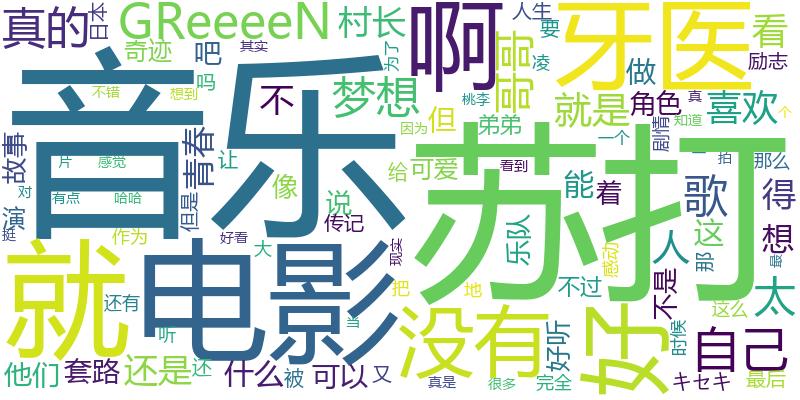 真的
日本
GReeeeN
村长
啊
人生
牙医
看
励志
要
凌
哥哥
做
奇迹
吧
其实
为了
吗
不错
想到
不
梦想
但
弟弟
就是
角色
喜欢
真
个
知道
剧情
一个
音乐
苏打
故事
青春
让
片
感觉
对
有点
哈哈
像
给
可爱
因为
桃李
看到
能
着
歌
拍
那么
得
演
但是
说
传记
挺
作为
好看
大
现实
乐队
感动
人
这
那
想
最
就
电影
不过
不是
太
还有
听
把
地
没有
好听
好
时候
这么
自己
他们
套路
还是
还
什么
被
当
可以
又
真是
很多
完全
キセキ
最后